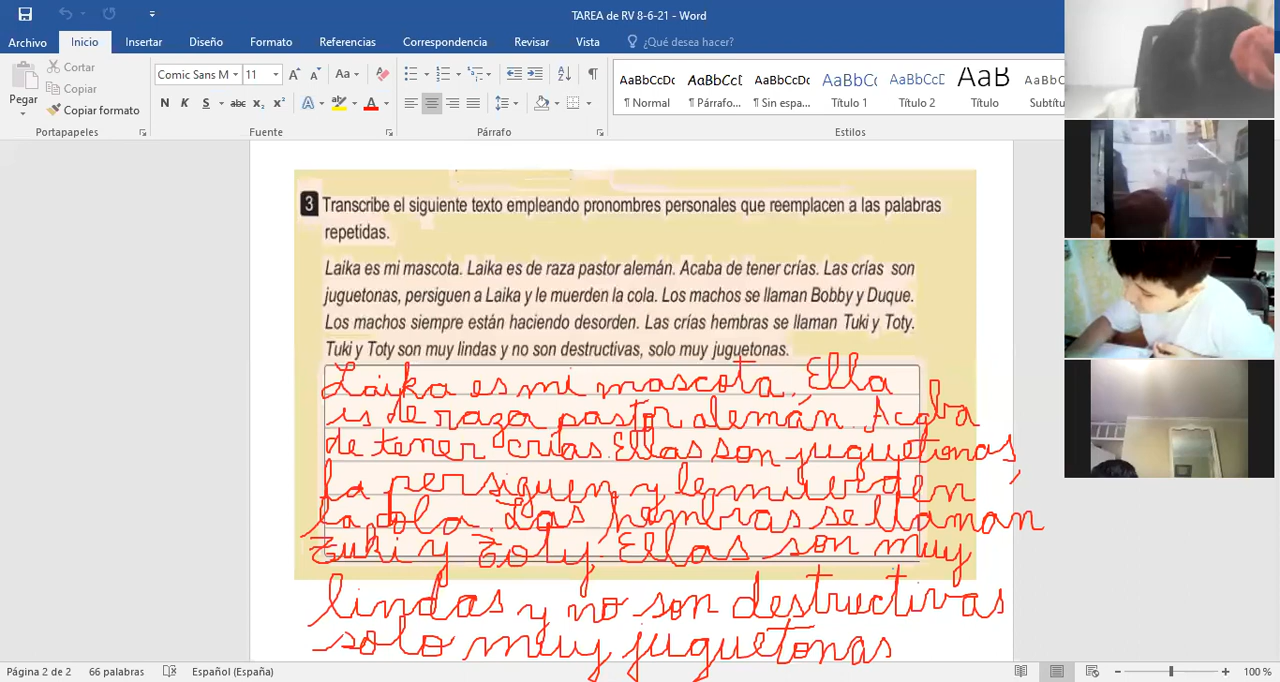 TAREA de RV 8-6-21 - Word
Archivo Inicio Insertar Diseño Formato Referencias Correspondencia Revisar Vista ¿Qué desea hacer?
Cortar
Copiar
Copiar formato
Pegar
Portapapeles
Comic Sans M 11
N K S abc x₂ x²
Fuente
Párrafo
AaBbCcDc AaBbCcI AaBbCcDc AaBbC AaBbCcE AaB AaBbC
¶ Normal ¶ Párrafo... ¶ Sin espa... Título 1 Título 2 Título Subtítu
Estilos
3 Transcribe el siguiente texto empleando pronombres personales que reemplacen a las palabras
repetidas.
Laika es mi mascota. Laika es de raza pastor alemán. Acaba de tener crías. Las crías son
juguetonas, persiguen a Laika y le muerden la cola. Los machos se llaman Bobby y Duque.
Los machos siempre están haciendo desorden. Las crías hembras se llaman Tuki y Toty.
Tuki y Toty son muy lindas y no son destructivas, solo muy juguetonas.
Laika es mi mascota. Ella
is de raza pastor alemán. Acaba
de tener crías. Ellas son juguetonas,
la persiguen y le muerden
la cola. Las hembras se llaman
Tuki y Toty. Ellas son muy
lindas y no son destructivas
solo muy juguetonas
Página 2 de 2 66 palabras Español (España) 100 %